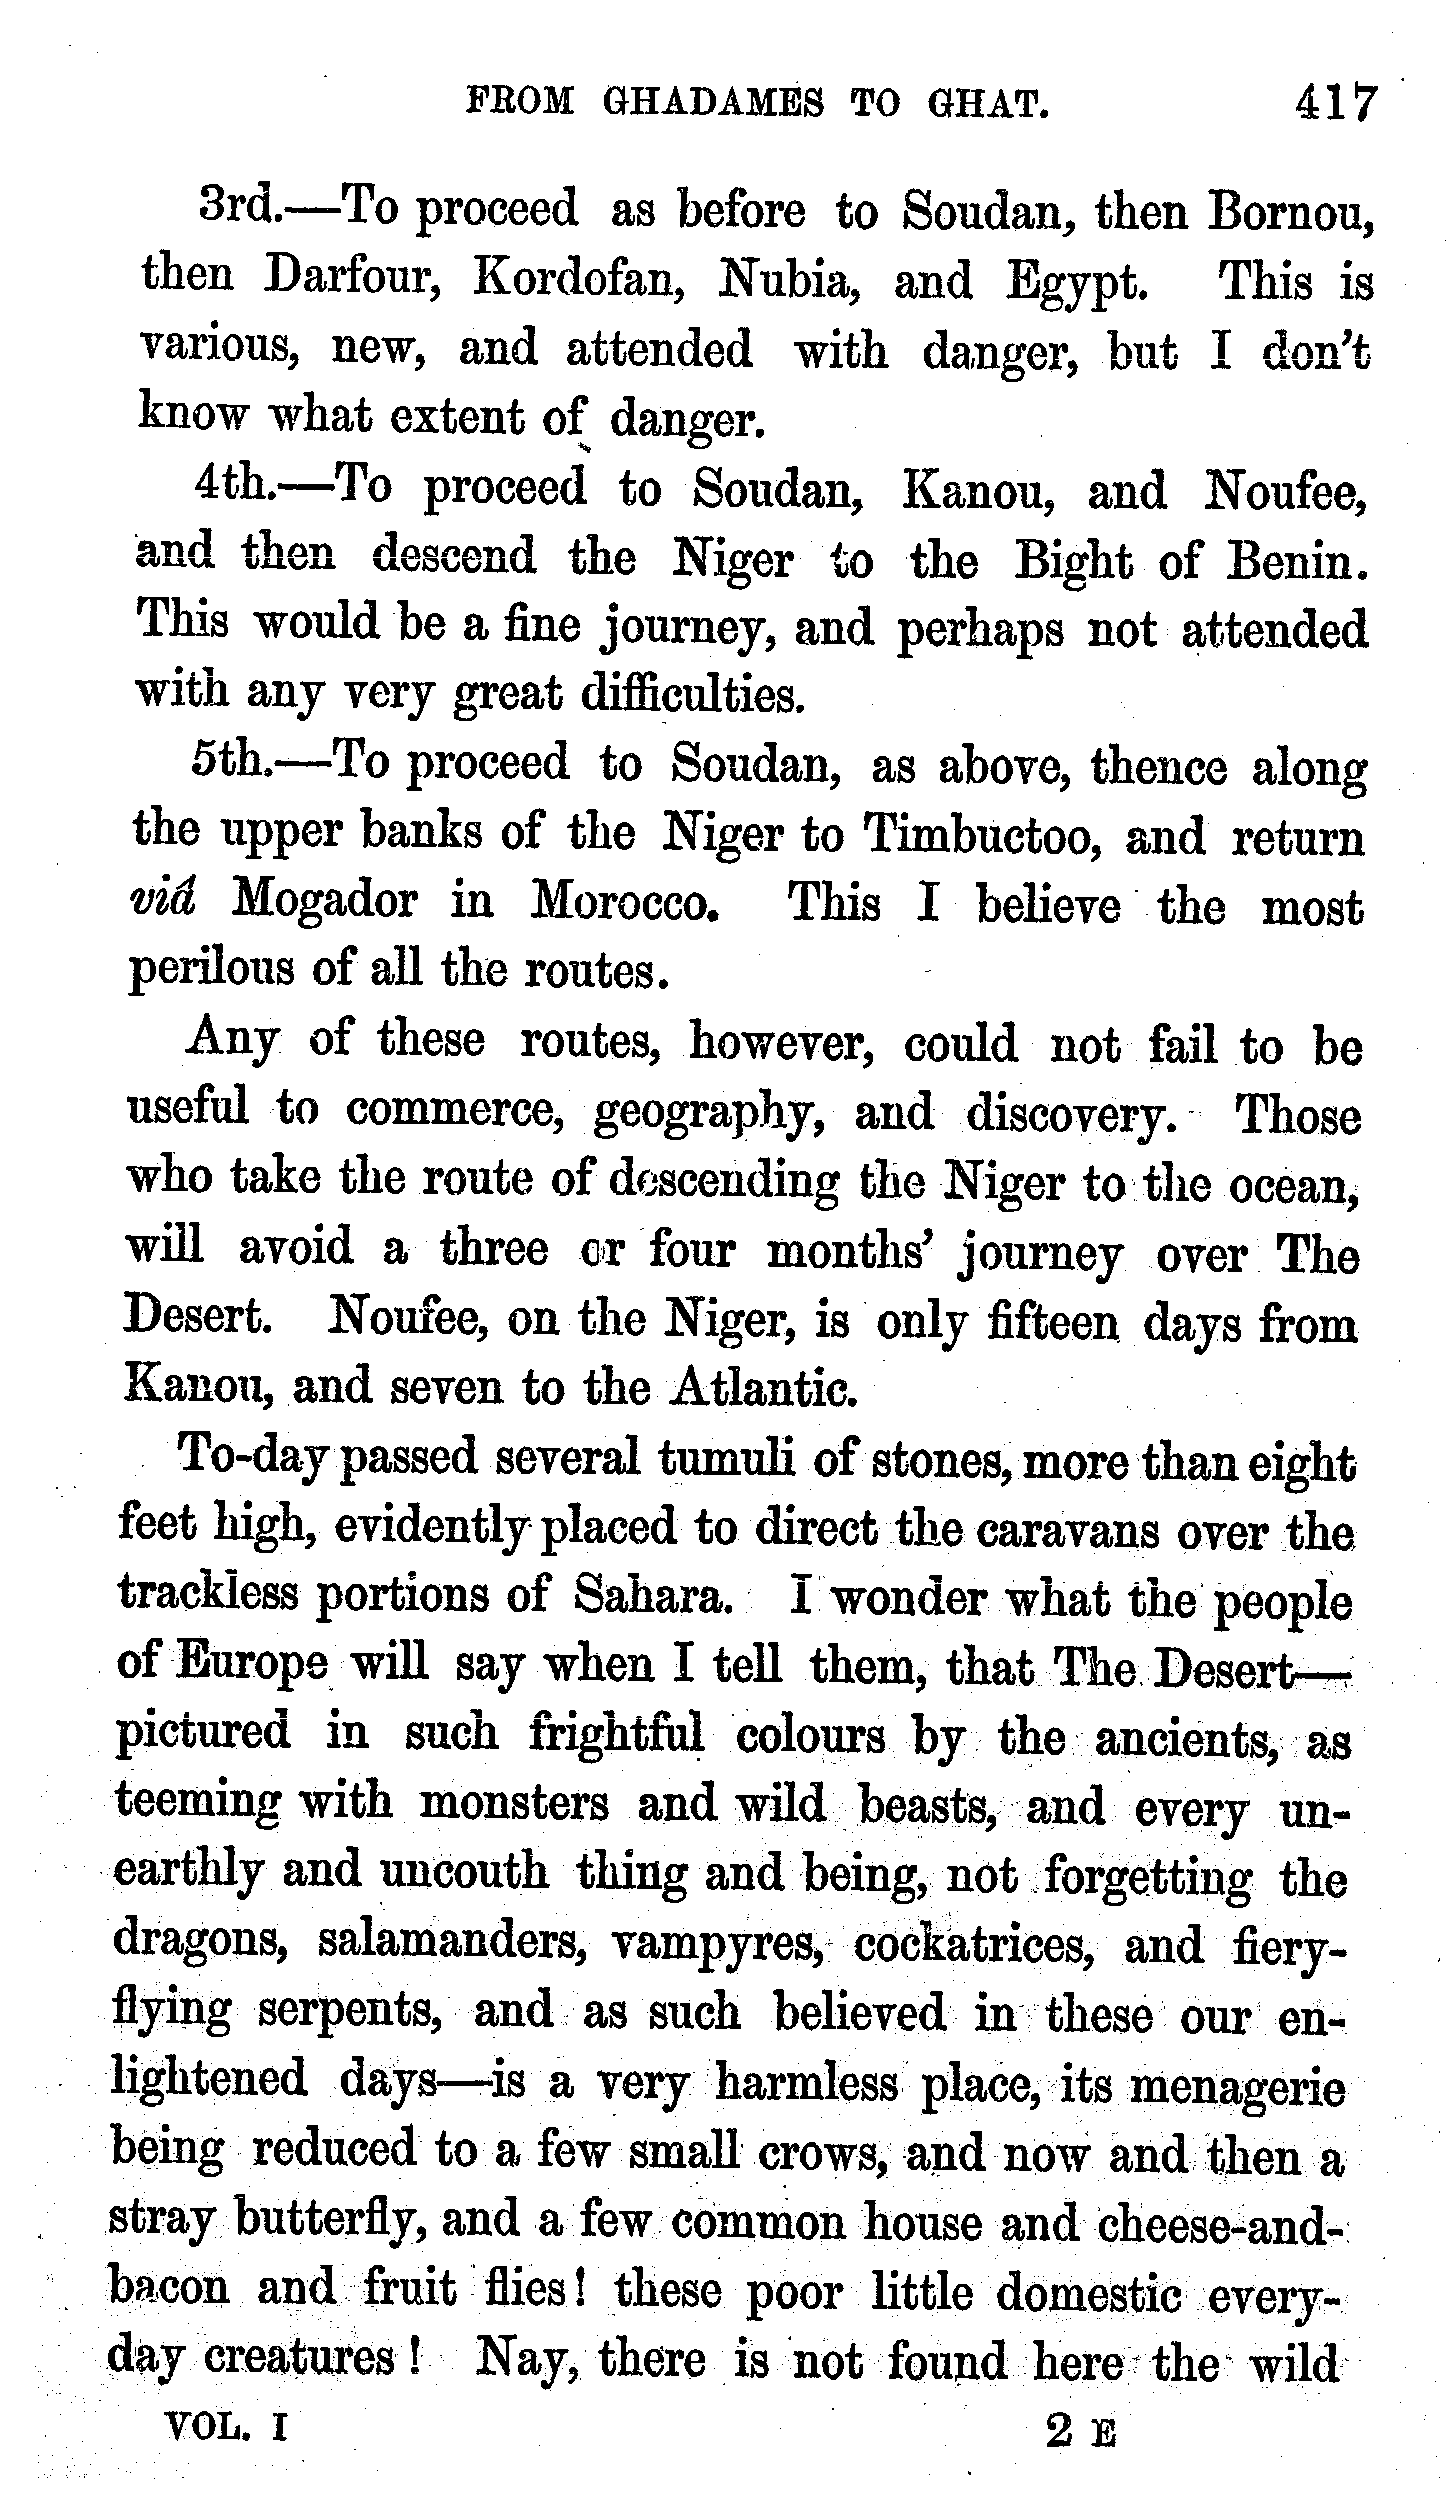 FROM GHADAMES TO GHAT. 417
3rd.—To proceed as before to Soudan, then Bornou,
then Darfour, Kordofan, Nubia, and Egypt. This is
various, new, and attended with danger, but I don't
know what extent of danger.
4th.—To proceed to Soudan, Kanou, and Noufee,
and then descend the Niger to the Bight of Benin.
This would be a fine journey, and perhaps not attended
with any very great difficulties.
5th.—To proceed to Soudan, as above, thence along
the upper banks of the Niger to Timbuctoo, and return
viâ Mogador in Morocco. This I believe the most
perilous of all the routes.
Any of these routes, however, could not fail to be
useful to commerce, geography, and discovery. Those
who take the route of descending the Niger to the ocean,
will avoid a three or four months' journey over The
Desert. Noufee, on the Niger, is only fifteen days from
Kanou, and seven to the Atlantic.
To-day passed several tumuli of stones, more than eight
feet high, evidently placed to direct the caravans over the
trackless portions of Sahara. I wonder what the people
of Europe will say when I tell them, that The Desert—
pictured in such frightful colours by the ancients, as
teeming with monsters and wild beasts, and every un-
earthly and uncouth thing and being, not forgetting the
dragons, salamanders, vampyres, cockatrices, and fiery-
flying serpents, and as such believed in these our en-
lightened days—is a very harmless place, its menagerie
being reduced to a few small crows, and now and then a
stray butterfly, and a few common house and cheese-and-
bacon and fruit flies! these poor little domestic every-
day creatures! Nay, there is not found here the wild
VOL. I 2 E